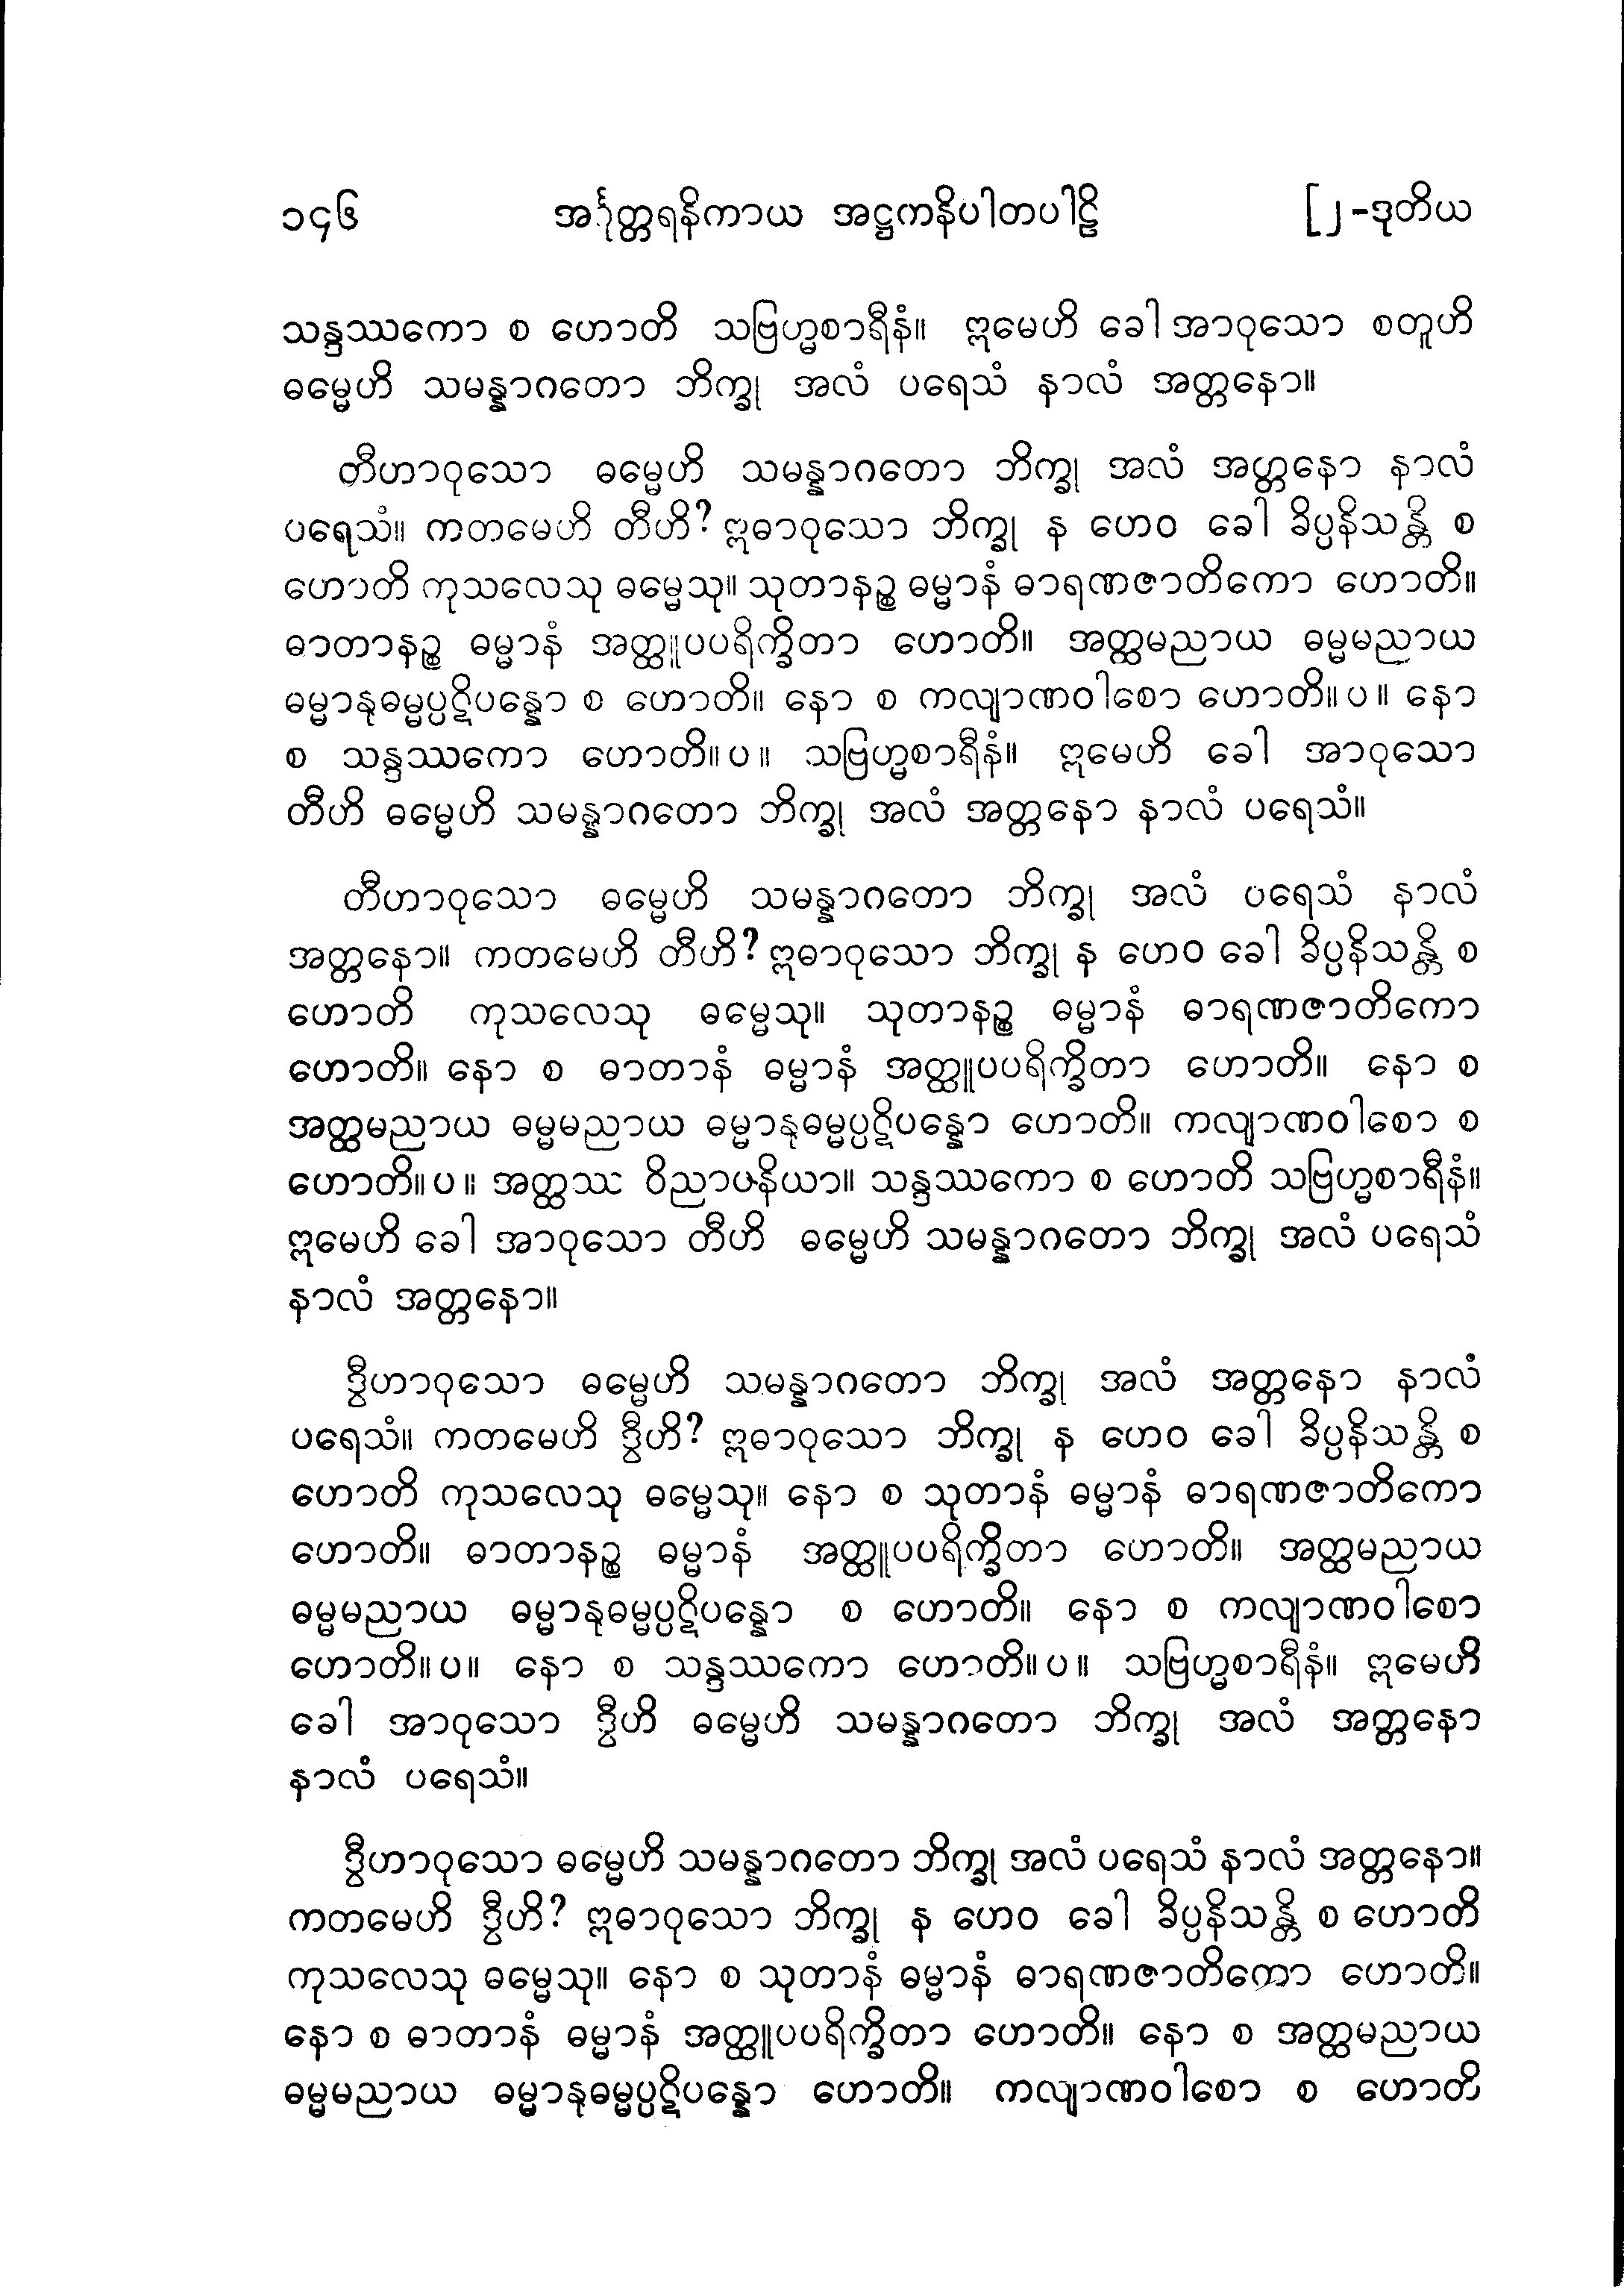 ၁၄၆ အင်္ဂုတ္တရနိကာယ အဋ္ဌကနိပါတပါဠိ [၂-ဒုတိယ
သန္ဒဿကော စ ဟောတိ သဗြဟ္မစာရီနံ။ ဣမေဟိ ခေါ အာဝုသော စတူဟိ
ဓမ္မေဟိ သမန္နာဂတော ဘိက္ခု အလံ ပရေသံ နာလံ အတ္တနော။
တီဟာဝုသော ဓမ္မေဟိ သမန္နာဂတော ဘိက္ခု အလံ အတ္တနော နာလံ
ပရေသံ။ ကတမေဟိ တီဟိ? ဣဓာဝုသော ဘိက္ခု န ဟေဝ ခေါ ခိပ္ပနိသန္တိ စ
ဟောတိ ကုသလေသု ဓမ္မေသု။ သုတာနဉ္စ ဓမ္မာနံ ဓာရဏဇာတိကော ဟောတိ။
ဓာတာနဉ္စ ဓမ္မာနံ အတ္ထူပပရိက္ခိတာ ဟောတိ။ အတ္ထမညာယ ဓမ္မမညာယ
ဓမ္မာနုဓမ္မပ္ပဋိပန္နော စ ဟောတိ။ နော စ ကလျာဏဝါစော ဟောတိ။ပ။ နော
စ သန္ဒဿကော ဟောတိ။ပ။ သဗြဟ္မစာရီနံ။ ဣမေဟိ ခေါ အာဝုသော
တီဟိ ဓမ္မေဟိ သမန္နာဂတော ဘိက္ခု အလံ အတ္တနော နာလံ ပရေသံ။
တီဟာဝုသော ဓမ္မေဟိ သမန္နာဂတော ဘိက္ခု အလံ ပရေသံ နာလံ
အတ္တနော။ ကတမေဟိ တီဟိ? ဣဓာဝုသော ဘိက္ခု န ဟေဝ ခေါ ခိပ္ပနိသန္တိ စ
ဟောတိ ကုသလေသု ဓမ္မေသု။ သုတာနဉ္စ ဓမ္မာနံ ဓာရဏဇာတိကော
ဟောတိ။ နော စ ဓာတာနံ ဓမ္မာနံ အတ္ထူပပရိက္ခိတာ ဟောတိ။ နော စ
အတ္ထမညာယ ဓမ္မမညာယ ဓမ္မာနုဓမ္မပ္ပဋိပန္နော ဟောတိ။ ကလျာဏဝါစော စ
ဟောတိ။ပ။ အတ္ထဿ ဝိညာပနိယာ။ သန္ဒဿကော စ ဟောတိ သဗြဟ္မစာရီနံ။
ဣမေဟိ ခေါ အာဝုသော တီဟိ ဓမ္မေဟိ သမန္နာဂတော ဘိက္ခု အလံ ပရေသံ
နာလံ အတ္တနော။
ဒွီဟာဝုသော ဓမ္မေဟိ သမန္နာဂတော ဘိက္ခု အလံ အတ္တနော နာလံ
ပရေသံ။ ကတမေဟိ ဒွီဟိ? ဣဓာဝုသော ဘိက္ခု န ဟေဝ ခေါ ခိပ္ပနိသန္တိ စ
ဟောတိ ကုသလေသု ဓမ္မေသု။ နော စ သုတာနံ ဓမ္မာနံ ဓာရဏဇာတိကော
ဟောတိ။ ဓာတာနဉ္စ ဓမ္မာနံ အတ္ထူပပရိက္ခိတာ ဟောတိ။ အတ္ထမညာယ
ဓမ္မမညာယ ဓမ္မာနုဓမ္မပ္ပဋိပန္နော စ ဟောတိ။ နော စ ကလျာဏဝါစော
ဟောတိ။ပ။ နော စ သန္ဒဿကော ဟောတိ။ပ။ သဗြဟ္မစာရီနံ။ ဣမေဟိ
ခေါ အာဝုသော ဒွီဟိ ဓမ္မေဟိ သမန္နာဂတော ဘိက္ခု အလံ အတ္တနော
နာလံ ပရေသံ။
ဒွီဟာဝုသော ဓမ္မေဟိ သမန္နာဂတော ဘိက္ခု အလံ ပရေသံ နာလံ အတ္တနော။
ကတမေဟိ ဒွီဟိ? ဣဓာဝုသော ဘိက္ခု န ဟေဝ ခေါ ခိပ္ပနိသန္တိ စ ဟောတိ
ကုသလေသု ဓမ္မေသု။ နော စ သုတာနံ ဓမ္မာနံ ဓာရဏဇာတိကော ဟောတိ။
နော စ ဓာတာနံ ဓမ္မာနံ အတ္ထူပပရိက္ခိတာ ဟောတိ။ နော စ အတ္ထမညာယ
ဓမ္မမညာယ ဓမ္မာနုဓမ္မပ္ပဋိပန္နော ဟောတိ။ ကလျာဏဝါစော စ ဟောတိ